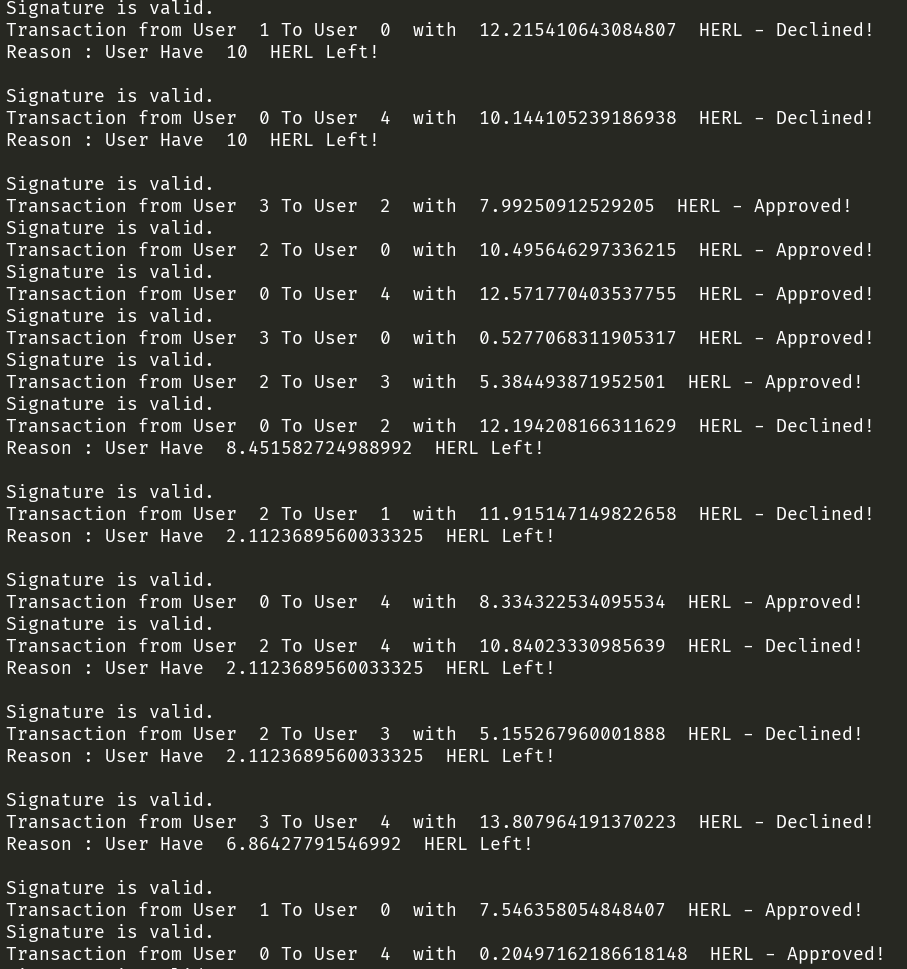 Signature is valid.
Transaction from User  1 To User  0  with  12.215410643084807  HERL - Declined!
Reason : User Have  10  HERL Left!

Signature is valid.
Transaction from User  0 To User  4  with  10.144105239186938  HERL - Declined!
Reason : User Have  10  HERL Left!

Signature is valid.
Transaction from User  3 To User  2  with  7.99250912529205  HERL - Approved!
Signature is valid.
Transaction from User  2 To User  0  with  10.495646297336215  HERL - Approved!
Signature is valid.
Transaction from User  0 To User  4  with  12.571770403537755  HERL - Approved!
Signature is valid.
Transaction from User  3 To User  0  with  0.5277068311905317  HERL - Approved!
Signature is valid.
Transaction from User  2 To User  3  with  5.384493871952501  HERL - Approved!
Signature is valid.
Transaction from User  0 To User  2  with  12.194208166311629  HERL - Declined!
Reason : User Have  8.451582724988992  HERL Left!

Signature is valid.
Transaction from User  2 To User  1  with  11.915147149822658  HERL - Declined!
Reason : User Have  2.1123689560033325  HERL Left!

Signature is valid.
Transaction from User  0 To User  4  with  8.334322534095534  HERL - Approved!
Signature is valid.
Transaction from User  2 To User  4  with  10.84023330985639  HERL - Declined!
Reason : User Have  2.1123689560033325  HERL Left!

Signature is valid.
Transaction from User  2 To User  3  with  5.155267960001888  HERL - Declined!
Reason : User Have  2.1123689560033325  HERL Left!

Signature is valid.
Transaction from User  3 To User  4  with  13.807964191370223  HERL - Declined!
Reason : User Have  6.86427791546992  HERL Left!

Signature is valid.
Transaction from User  1 To User  0  with  7.546358054848407  HERL - Approved!
Signature is valid.
Transaction from User  0 To User  4  with  0.20497162186618148  HERL - Approved!